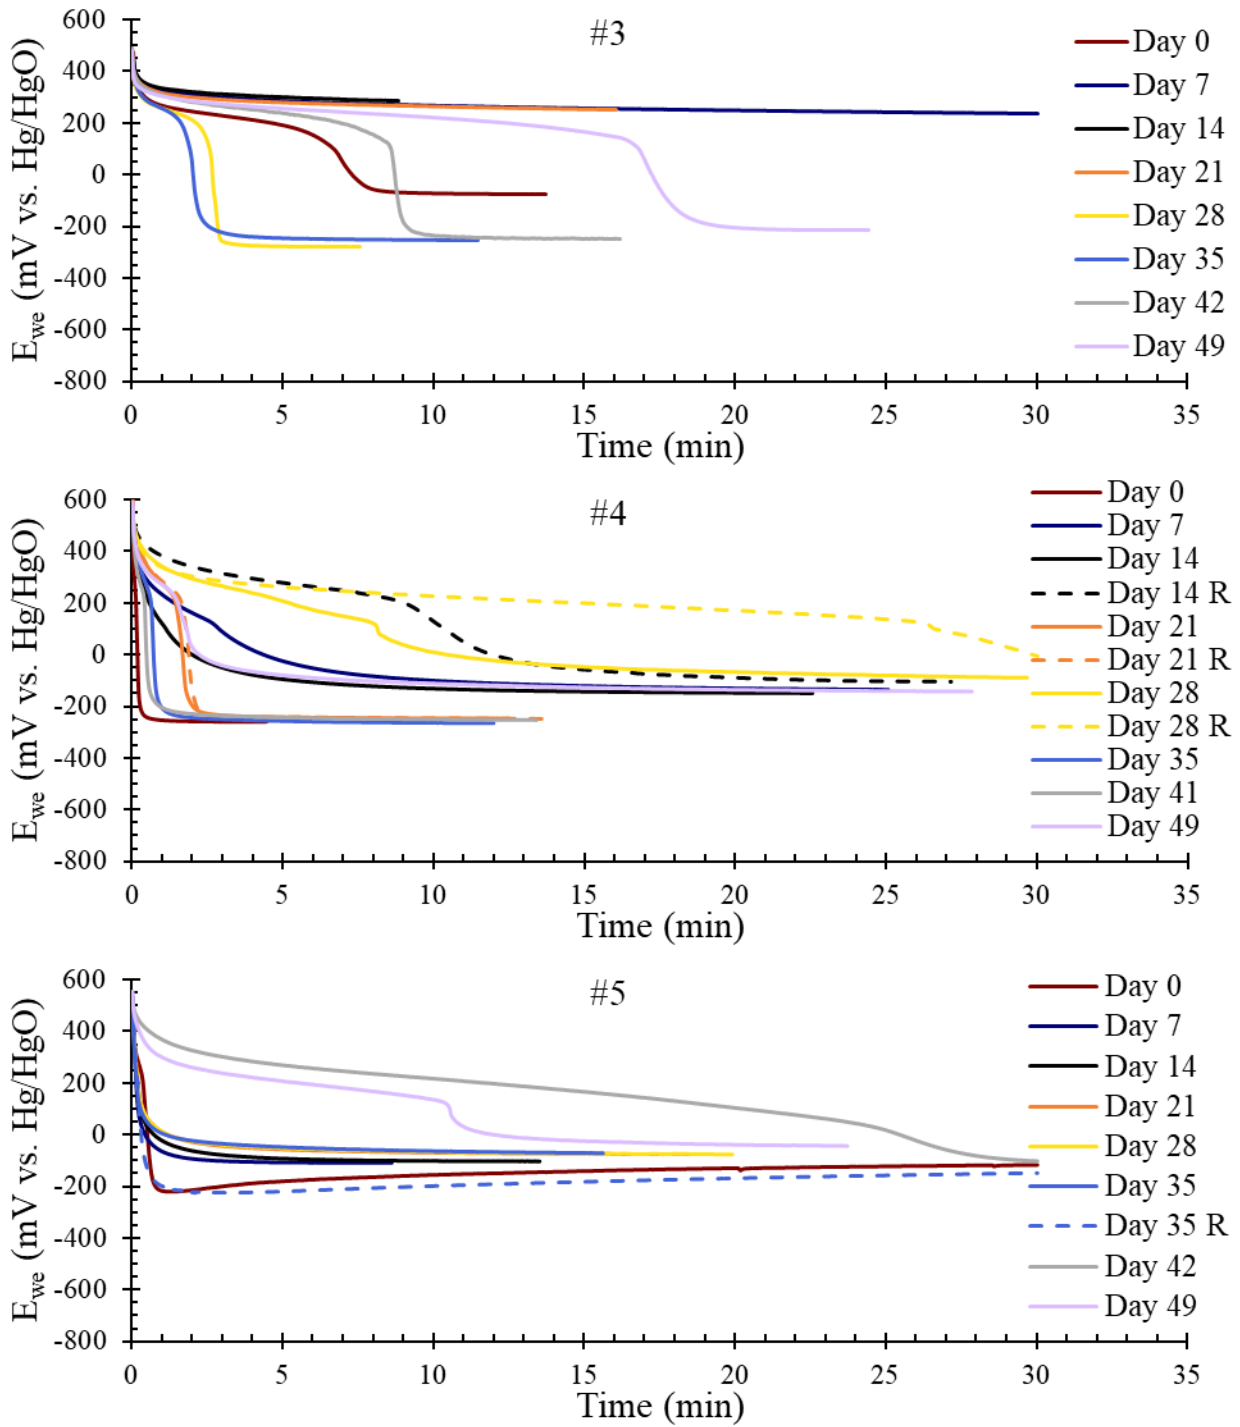 #3
E_we (mV vs. Hg/HgO)
600
400
200
0
-200
-400
-600
-800
0 5 10 15 20 25 30 35
Time (min)
Day 0
Day 7
Day 14
Day 21
Day 28
Day 35
Day 42
Day 49
#4
E_we (mV vs. Hg/HgO)
600
400
200
0
-200
-400
-600
-800
0 5 10 15 20 25 30 35
Time (min)
Day 0
Day 7
Day 14
Day 14 R
Day 21
Day 21 R
Day 28
Day 28 R
Day 35
Day 41
Day 49
#5
E_we (mV vs. Hg/HgO)
600
400
200
0
-200
-400
-600
-800
0 5 10 15 20 25 30 35
Time (min)
Day 0
Day 7
Day 14
Day 21
Day 28
Day 35
Day 35 R
Day 42
Day 49